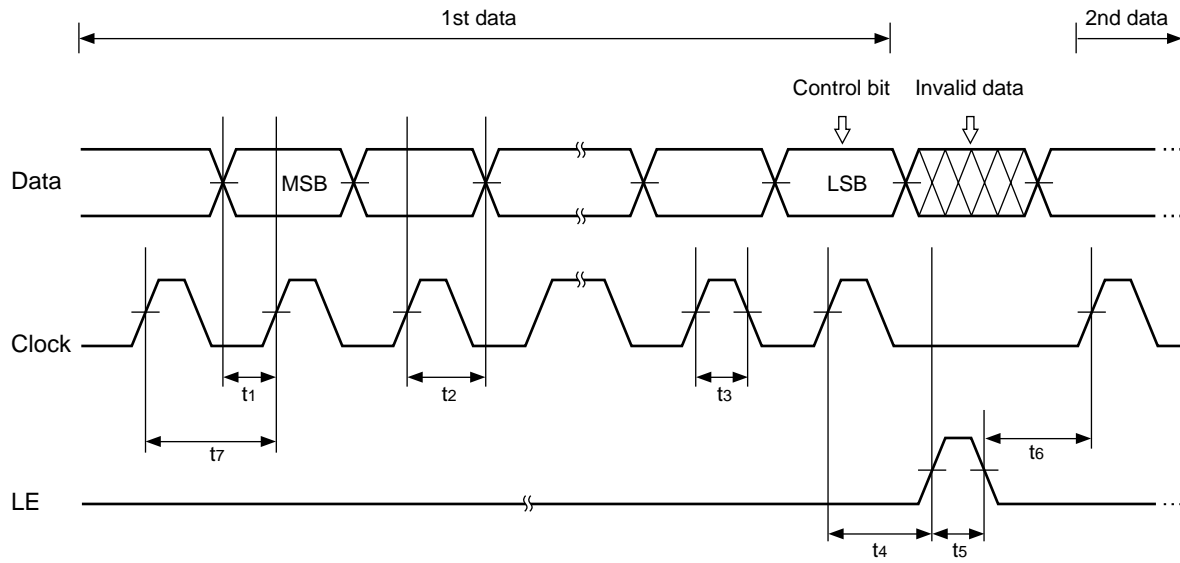 1st data
2nd data
Control bit
Invalid data
Data
MSB
LSB
Clock
t1
t2
t3
t7
t6
LE
t4
t5